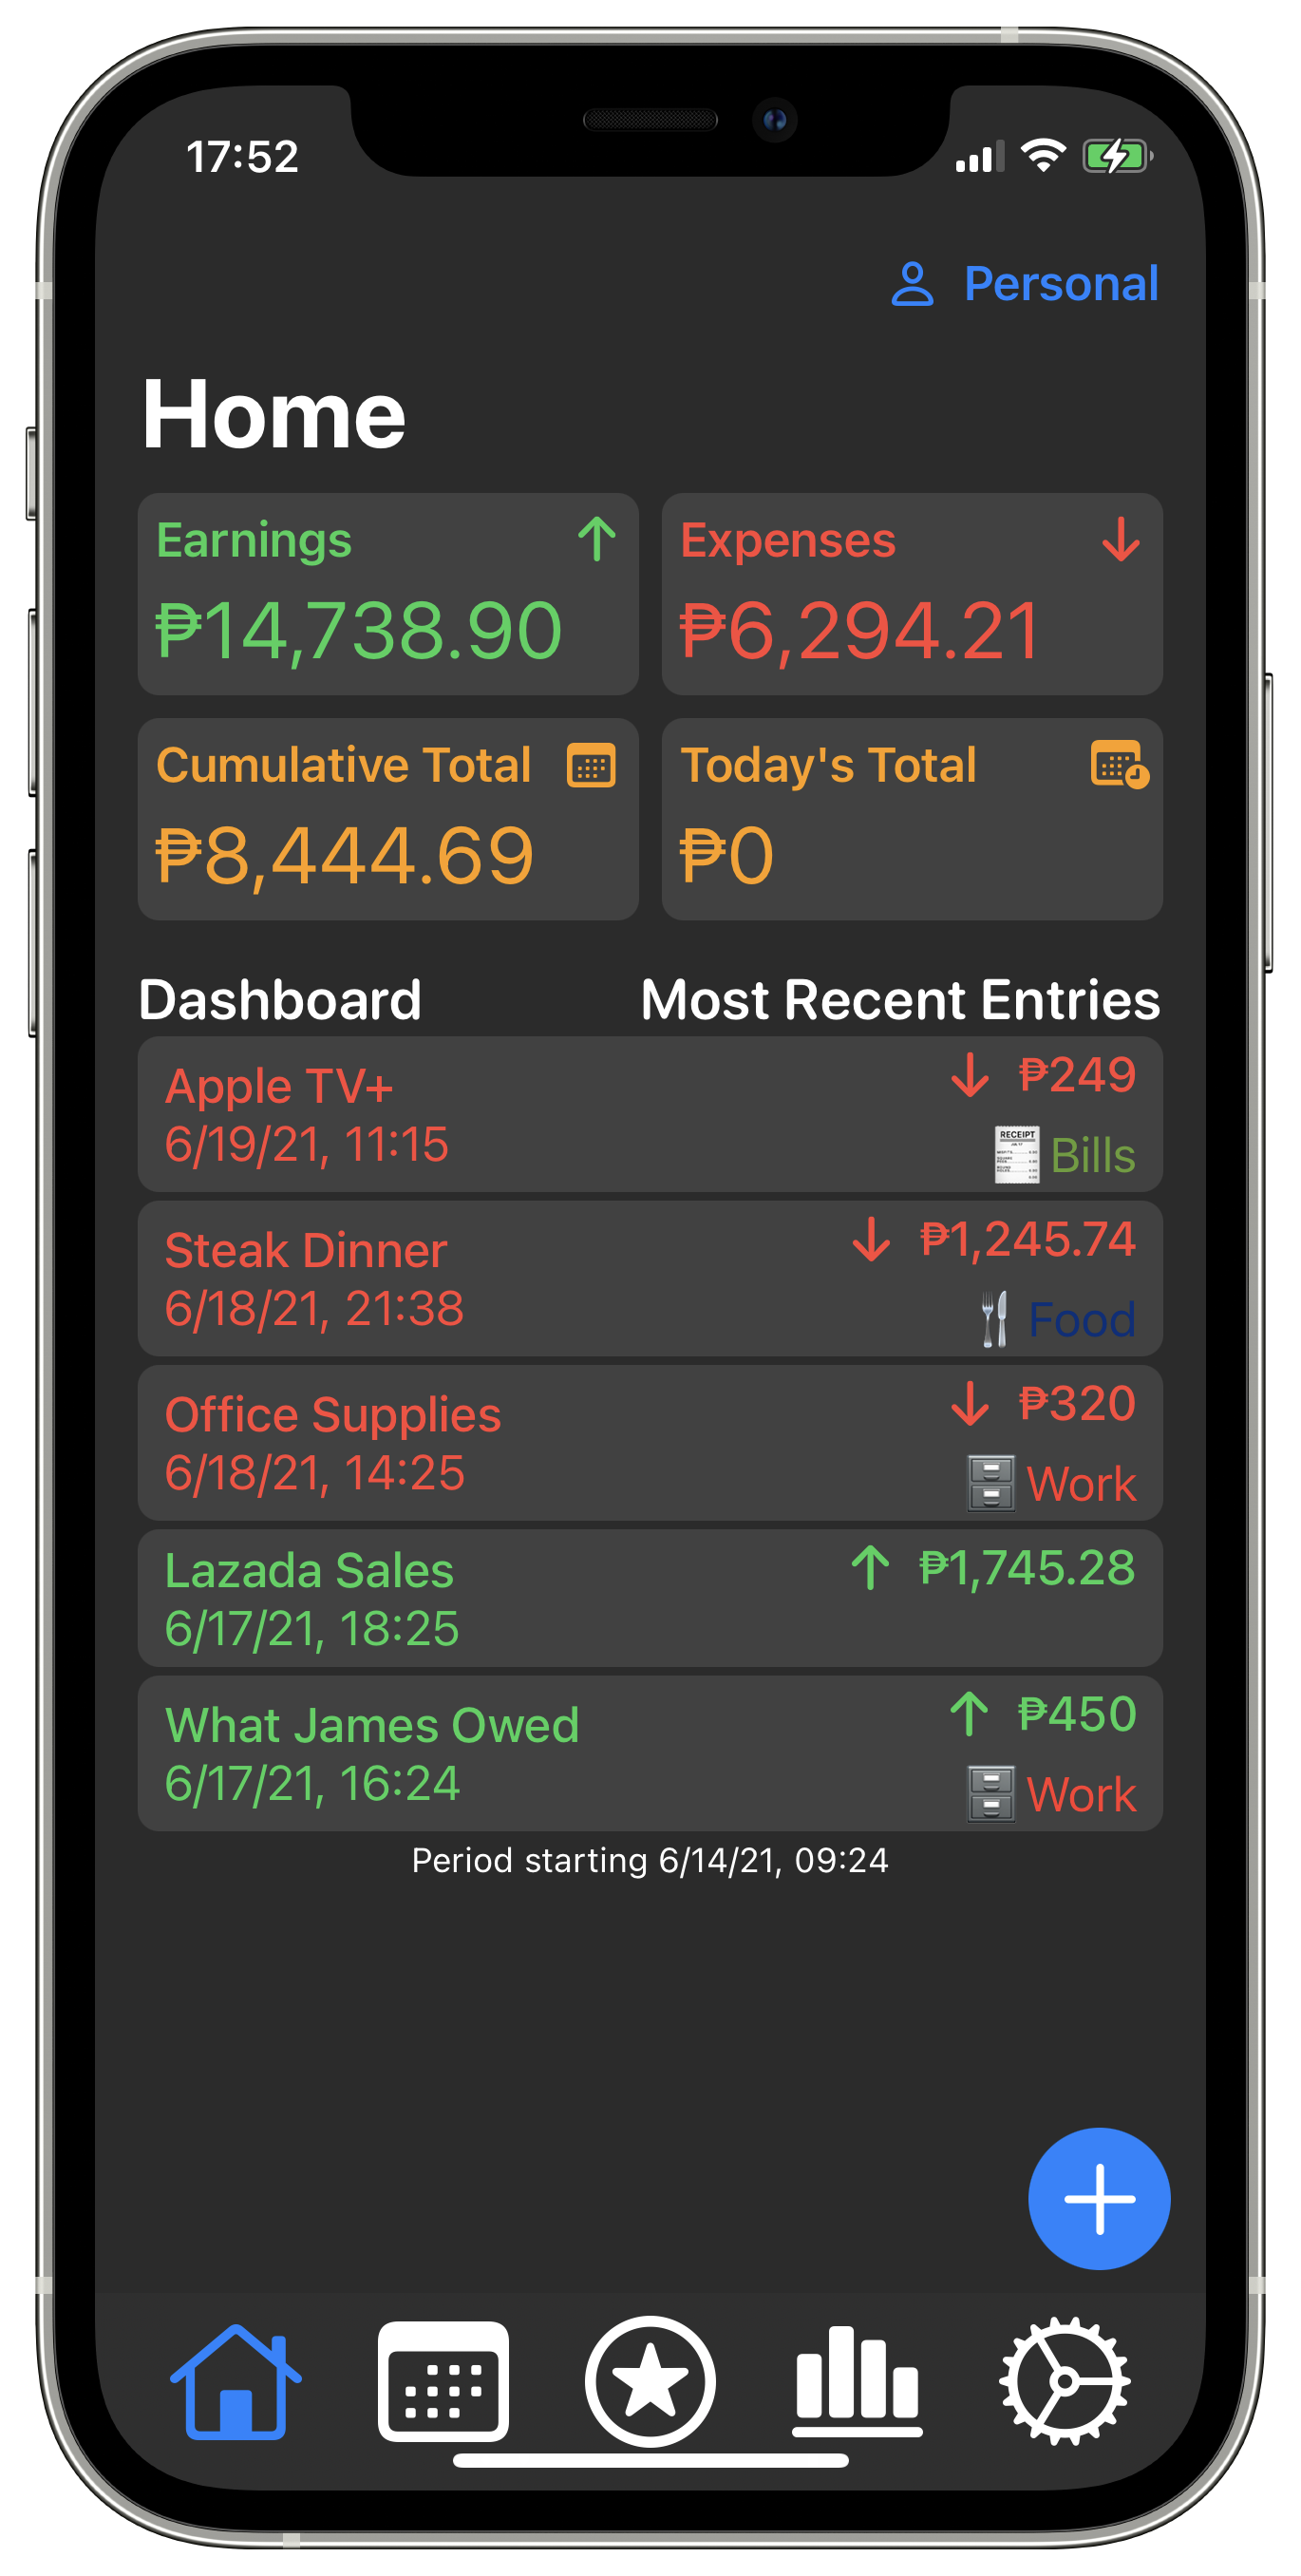 17:52
Personal
Home
Earnings
₱14,738.90
Expenses
₱6,294.21
Cumulative Total
₱8,444.69
Today's Total
₱0
Dashboard
Most Recent Entries
Apple TV+
₱249
6/19/21, 11:15
RECEIPT
Bills
Steak Dinner
₱1,245.74
6/18/21, 21:38
Food
Office Supplies
₱320
6/18/21, 14:25
Work
Lazada Sales
₱1,745.28
6/17/21, 18:25
What James Owed
₱450
6/17/21, 16:24
Work
Period starting 6/14/21, 09:24